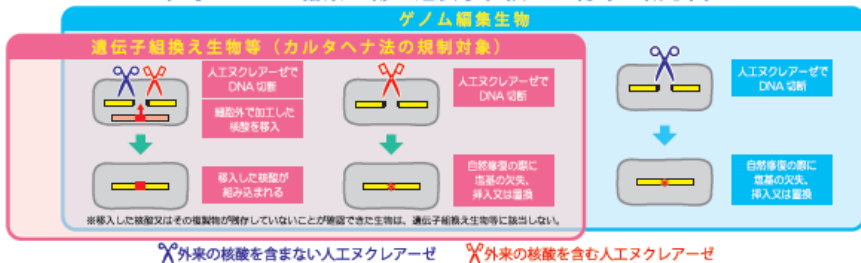 ゲノム編集生物
遺伝子組換え生物等（カルタヘナ法の規制対象）
人工ヌクレアーゼで
DNA 切断
細胞外で加工した
核酸を移入
移入した核酸が
組み込まれる
人工ヌクレアーゼで
DNA 切断
自然修復の際に
塩基の欠失、
挿入又は置換
人工ヌクレアーゼで
DNA 切断
自然修復の際に
塩基の欠失、
挿入又は置換
※移入した核酸又はその複製物が残存していないことが確認できた生物は、遺伝子組換え生物等に該当しない。
外来の核酸を含まない人工ヌクレアーゼ
外来の核酸を含む人工ヌクレアーゼ